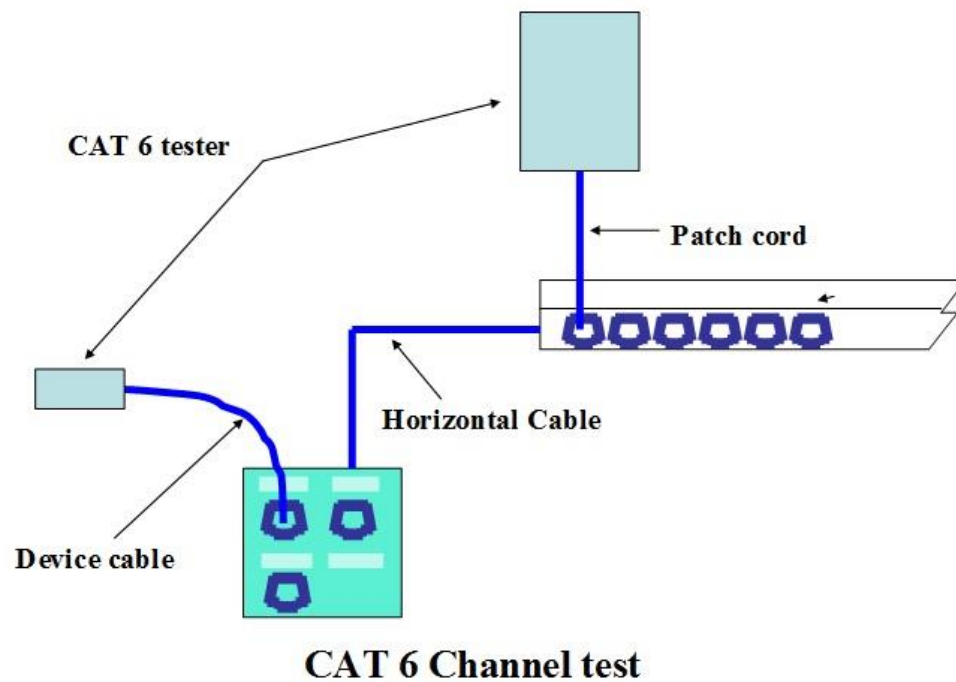 CAT 6 tester
Patch cord
Horizontal Cable
Device cable
CAT 6 Channel test